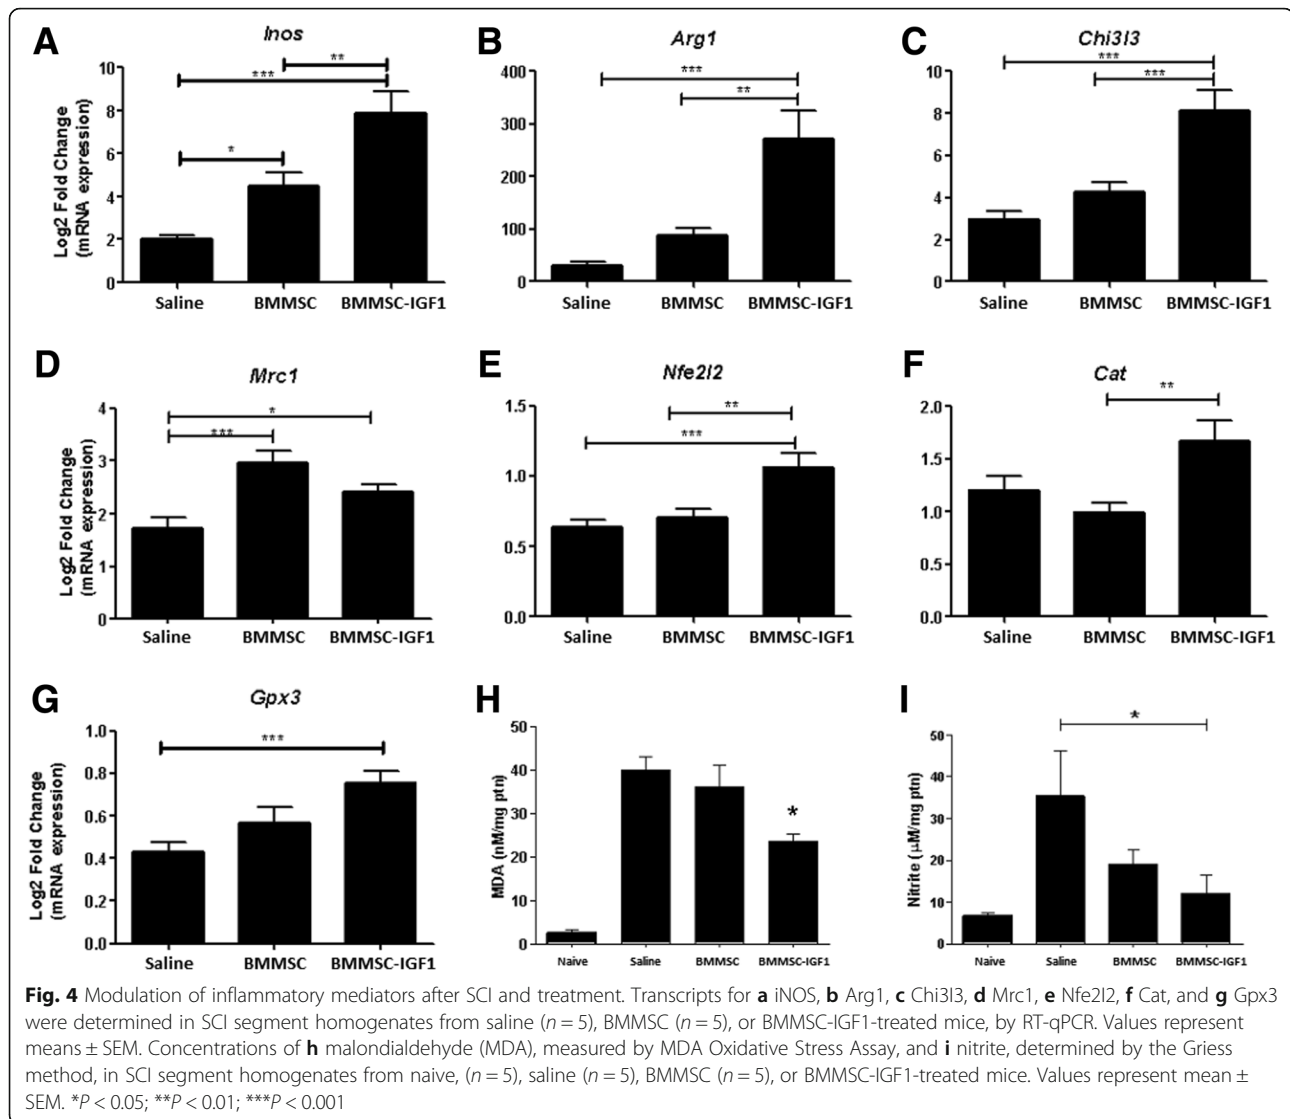 A
Inos
**
***
*
Log2 Fold Change
(mRNA expression)
10
8
6
4
2
0
Saline BMMSC BMMSC-IGF1
B
Arg1
***
**
400
300
200
100
0
Saline BMMSC BMMSC-IGF1
C
Chi3l3
***
***
10
8
6
4
2
0
Saline BMMSC BMMSC-IGF1
D
Mrc1
*
***
Log2 Fold Change
(mRNA expression)
4
3
2
1
0
Saline BMMSC BMMSC-IGF1
E
Nfe2l2
**
***
1.5
1.0
0.5
0.0
Saline BMMSC BMMSC-IGF1
F
Cat
**
2.0
1.5
1.0
0.5
0.0
Saline BMMSC BMMSC-IGF1
G
Gpx3
***
Log2 Fold Change
(mRNA expression)
1.0
0.8
0.6
0.4
0.2
0.0
Saline BMMSC BMMSC-IGF1
H
*
MDA (nM/mg ptn)
50
40
30
20
10
0
Naive Saline BMMSC BMMSC-IGF1
I
*
Nitrite (μM/mg ptn)
50
40
30
20
10
0
Naive Saline BMMSC BMMSC-IGF1
Fig. 4 Modulation of inflammatory mediators after SCI and treatment. Transcripts for a iNOS, b Arg1, c Chi3l3, d Mrc1, e Nfe2l2, f Cat, and g Gpx3
were determined in SCI segment homogenates from saline (n = 5), BMMSC (n = 5), or BMMSC-IGF1-treated mice, by RT-qPCR. Values represent
means ± SEM. Concentrations of h malondialdehyde (MDA), measured by MDA Oxidative Stress Assay, and i nitrite, determined by the Griess
method, in SCI segment homogenates from naive, (n = 5), saline (n = 5), BMMSC (n = 5), or BMMSC-IGF1-treated mice. Values represent mean ±
SEM. *P < 0.05; **P < 0.01; ***P < 0.001